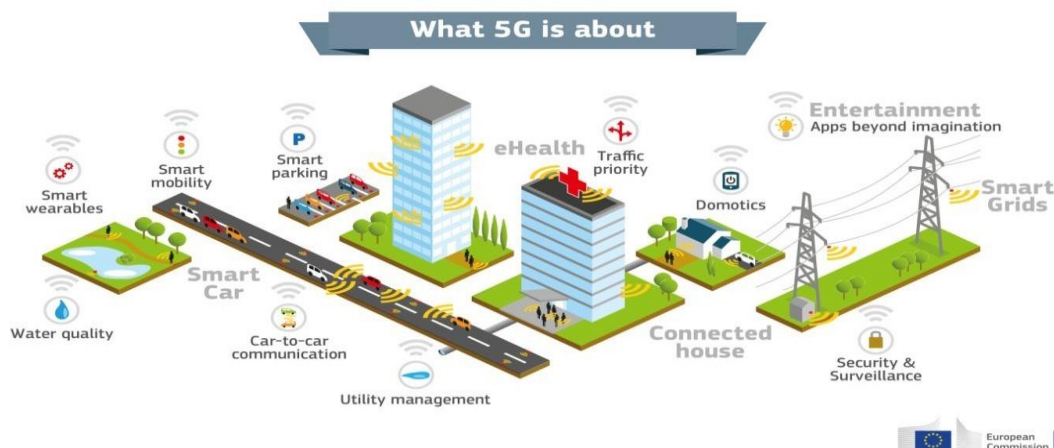 What 5G is about
Entertainment
Apps beyond imagination
Smart
wearables
Smart
mobility
P
Smart
parking
eHealth
Traffic
priority
Domotics
Smart
Grids
Smart
Car
Water quality
Car-to-car
communication
Utility management
Connected
house
Security &
Surveillance
European
Commission